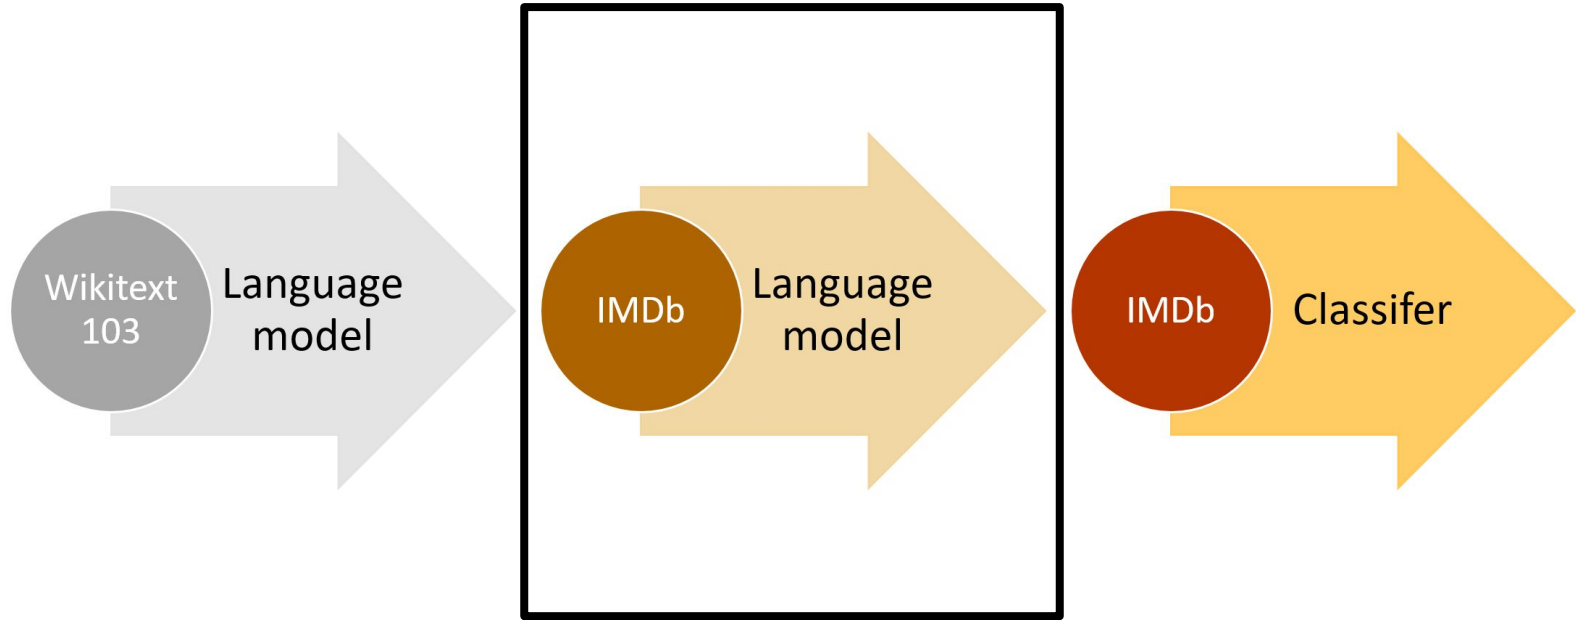 Wikitext
103
Language
model
IMDb
Language
model
IMDb
Classifer